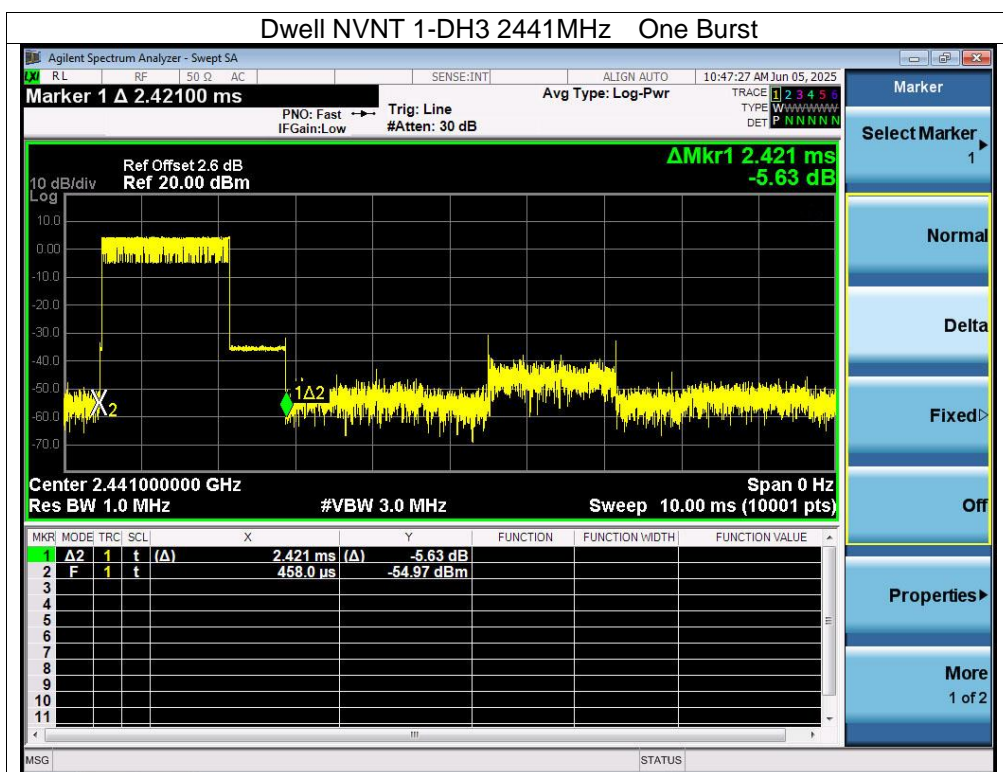 Dwell NVNT 1-DH3 2441MHz One Burst
Agilent Spectrum Analyzer - Swept SA
LXI RL RF 50 Ω AC SENSE:INT ALIGN AUTO 10:47:27 AM Jun 05, 2025
Marker 1 Δ 2.42100 ms
PNO: Fast
IFGain:Low
Trig: Line
#Atten: 30 dB
Avg Type: Log-Pwr
TRACE 1 2 3 4 5 6
TYPE WWWWWWW
DET P NNNNN
Ref Offset 2.6 dB
10 dB/div Ref 20.00 dBm
Log
ΔMkr1 2.421 ms
-5.63 dB
10.0
0.00
-10.0
-20.0
-30.0
-40.0
-50.0
-60.0
-70.0
1Δ2
X2
Center 2.441000000 GHz Span 0 Hz
Res BW 1.0 MHz #VBW 3.0 MHz Sweep 10.00 ms (10001 pts)
MKR MODE TRC SCL X Y FUNCTION FUNCTION WIDTH FUNCTION VALUE
1 Δ2 1 t (Δ) 2.421 ms (Δ) -5.63 dB
2 F 1 t 458.0 µs -54.97 dBm
3
4
5
6
7
8
9
10
11
MSG STATUS
Marker
Select Marker
1
Normal
Delta
Fixed
Off
Properties
More
1 of 2